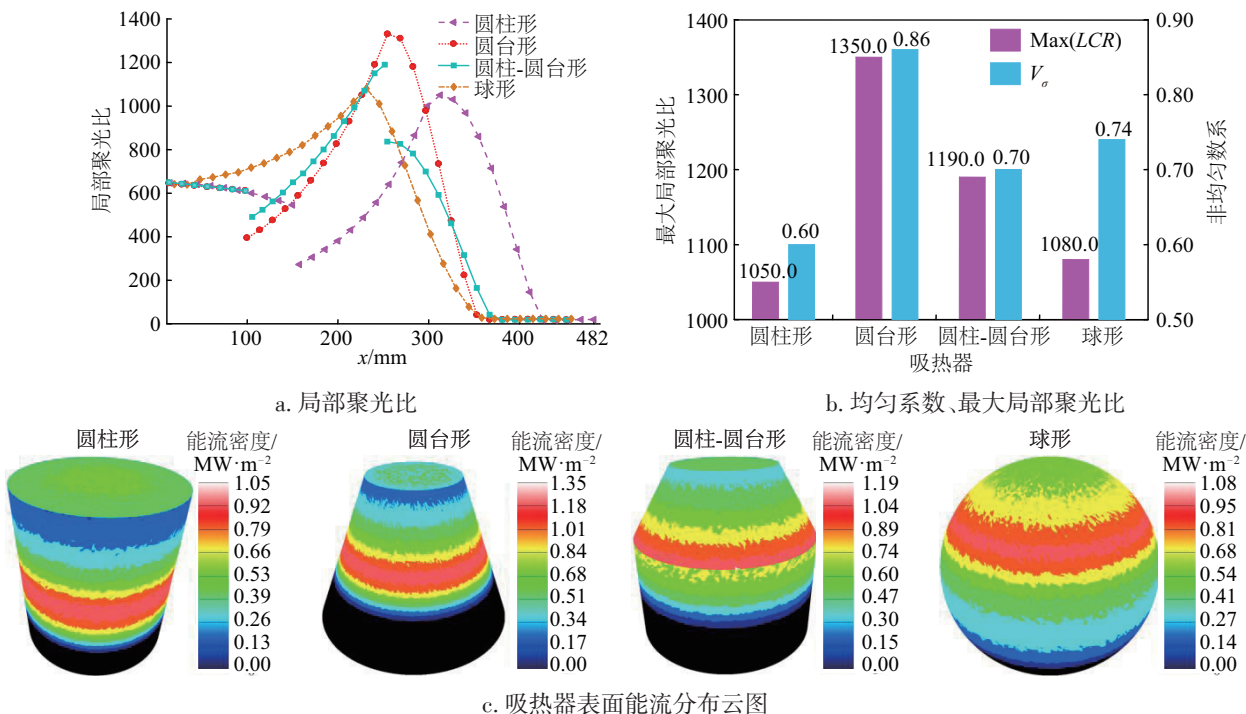 1400
1200
1000
800
600
400
200
0
局部聚光比
圆柱形
圆台形
圆柱-圆台形
球形
100 200 300 400 482
x/mm
a. 局部聚光比
1400
1300
1200
1100
1000
最大局部聚光比
0.90
0.80
0.70
0.60
0.50
非均匀数系
Max(LCR)
Vσ
1050.0
0.60
1350.0
0.86
1190.0
0.70
1080.0
0.74
圆柱形 圆台形 圆柱-圆台形 球形
吸热器
b. 均匀系数、最大局部聚光比
圆柱形
能流密度/
MW·m⁻²
1.05
0.92
0.79
0.66
0.53
0.39
0.26
0.13
0.00
圆台形
能流密度/
MW·m⁻²
1.35
1.18
1.01
0.84
0.68
0.51
0.34
0.17
0.00
圆柱-圆台形
能流密度/
MW·m⁻²
1.19
1.04
0.89
0.74
0.60
0.47
0.30
0.15
0.00
球形
能流密度/
MW·m⁻²
1.08
0.95
0.81
0.68
0.54
0.41
0.27
0.14
0.00
c. 吸热器表面能流分布云图